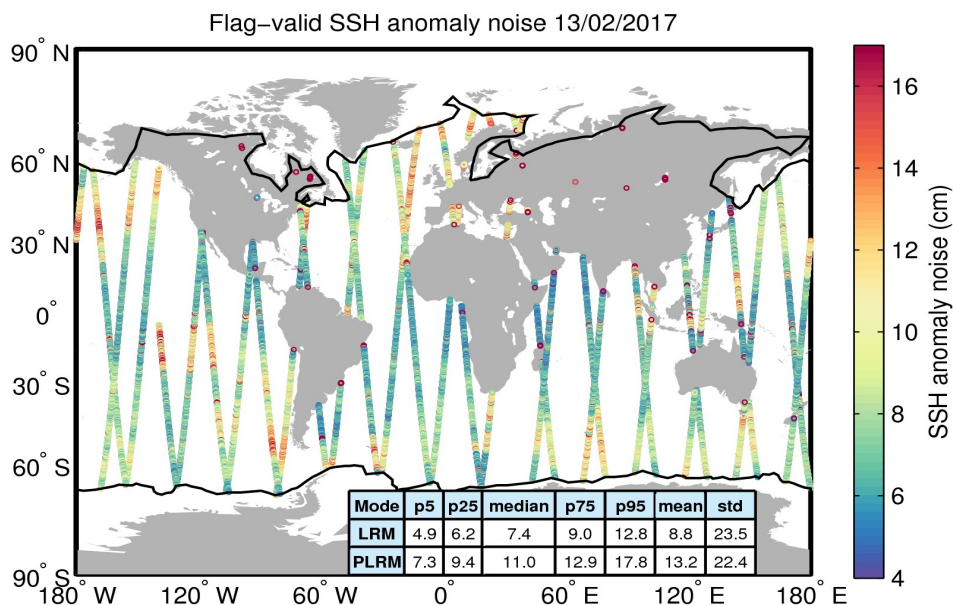 Flag−valid SSH anomaly noise 13/02/2017
90° N
60° N
30° N
0°
30° S
60° S
90° S
180° W 120° W 60° W 0° 60° E 120° E 180° E
Mode p5 p25 median p75 p95 mean std
LRM 4.9 6.2 7.4 9.0 12.8 8.8 23.5
PLRM 7.3 9.4 11.0 12.9 17.8 13.2 22.4
16
14
12
10
8
6
4
SSH anomaly noise (cm)